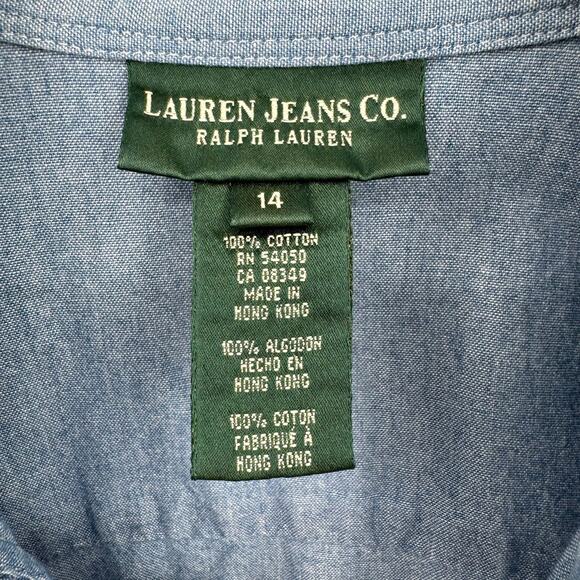 LAUREN JEANS CO.
RALPH LAUREN
14
100% COTTON
RN 54050
CA 08349
MADE IN
HONG KONG
100% ALGODON
HECHO EN
HONG KONG
100% COTON
FABRIQUÉ À
HONG KONG